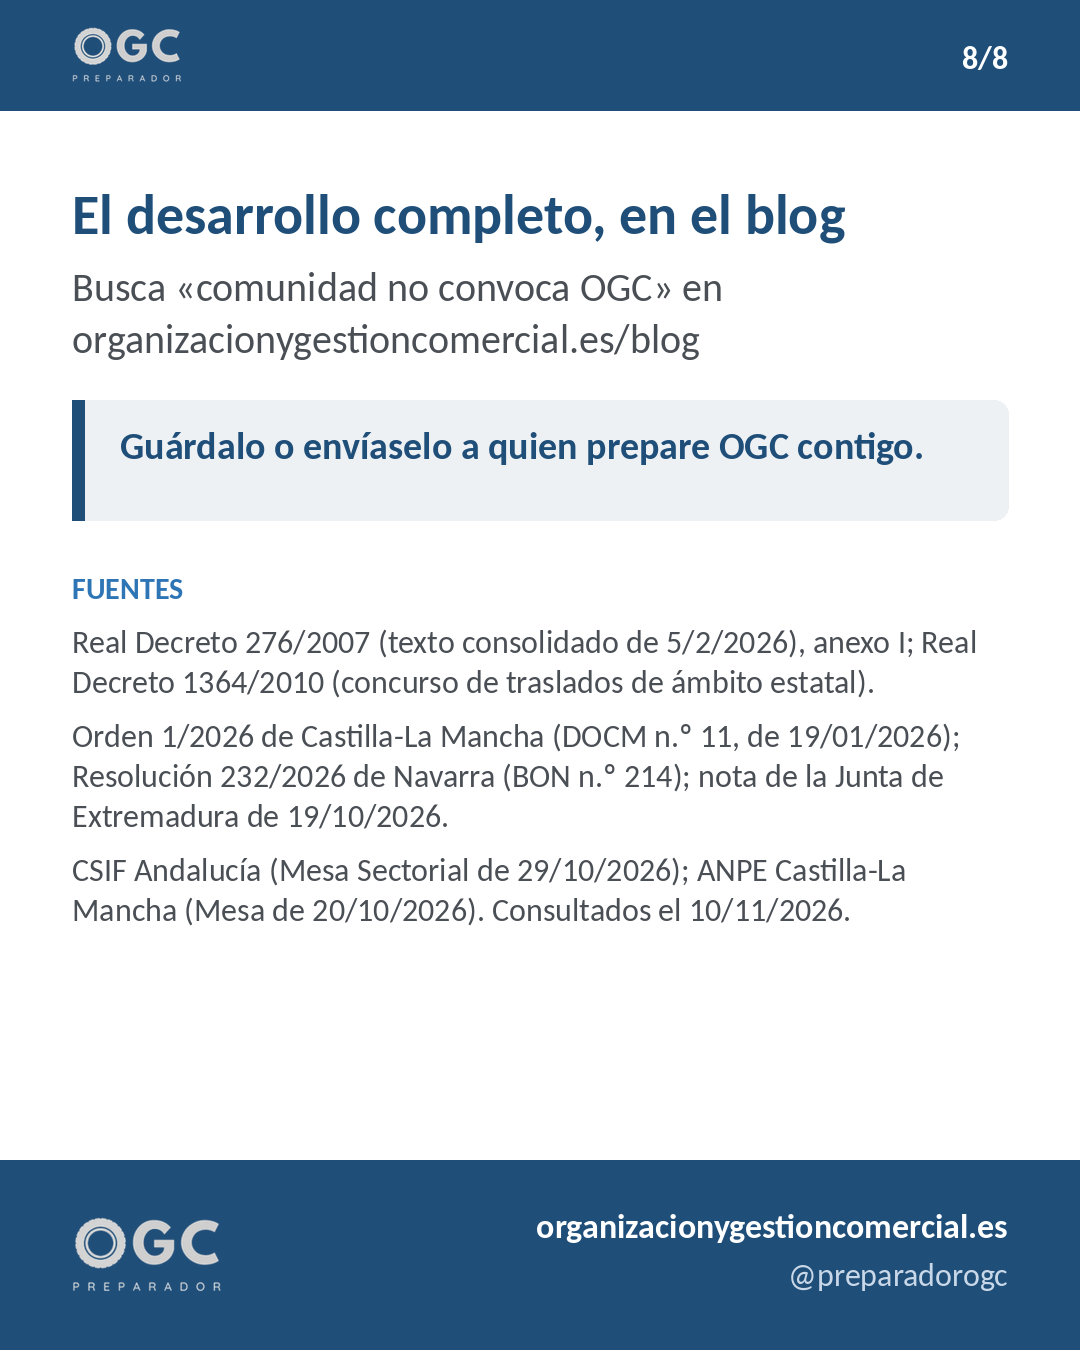 OGC
PREPARADOR
8/8
El desarrollo completo, en el blog
Busca «comunidad no convoca OGC» en
organizacionygestioncomercial.es/blog
Guárdalo o envíaselo a quien prepare OGC contigo.
FUENTES
Real Decreto 276/2007 (texto consolidado de 5/2/2026), anexo I; Real
Decreto 1364/2010 (concurso de traslados de ámbito estatal).
Orden 1/2026 de Castilla-La Mancha (DOCM n.º 11, de 19/01/2026);
Resolución 232/2026 de Navarra (BON n.º 214); nota de la Junta de
Extremadura de 19/10/2026.
CSIF Andalucía (Mesa Sectorial de 29/10/2026); ANPE Castilla-La
Mancha (Mesa de 20/10/2026). Consultados el 10/11/2026.
OGC
PREPARADOR
organizacionygestioncomercial.es
@preparadorogc